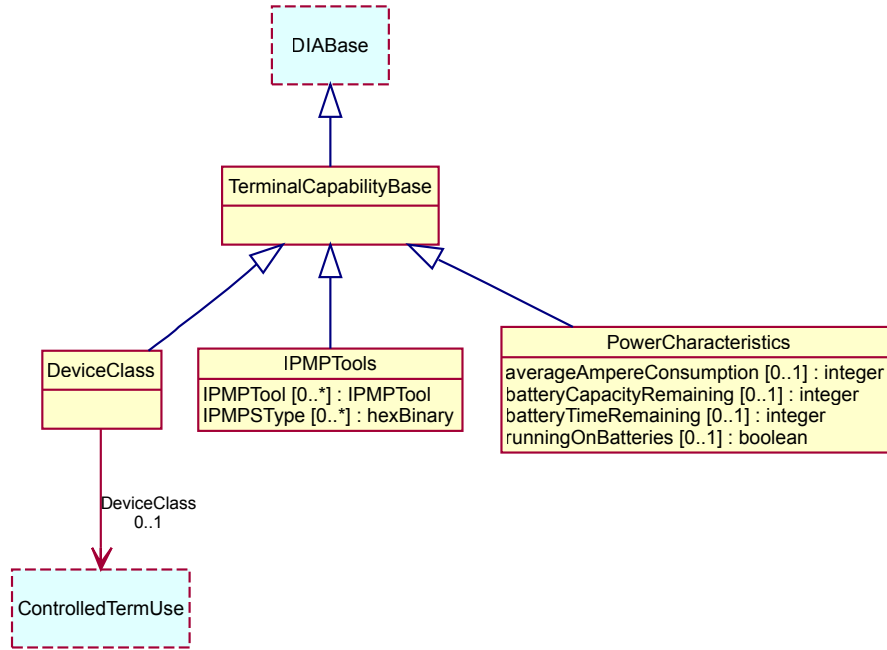 DIABase
TerminalCapabilityBase
DeviceClass
IPMPTools
IPMPTool [0..*] : IPMPTool
IPMPSType [0..*] : hexBinary
PowerCharacteristics
averageAmpereConsumption [0..1] : integer
batteryCapacityRemaining [0..1] : integer
batteryTimeRemaining [0..1] : integer
runningOnBatteries [0..1] : boolean
DeviceClass
0..1
ControlledTermUse